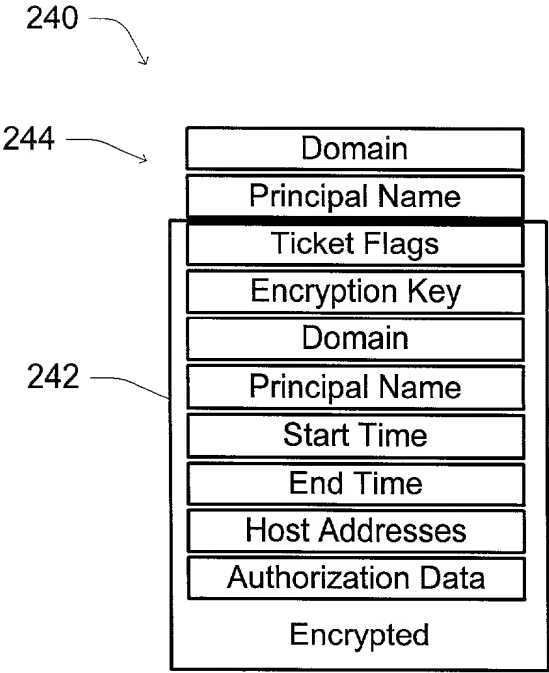 240
244
Domain
Principal Name
Ticket Flags
Encryption Key
Domain
242
Principal Name
Start Time
End Time
Host Addresses
Authorization Data
Encrypted